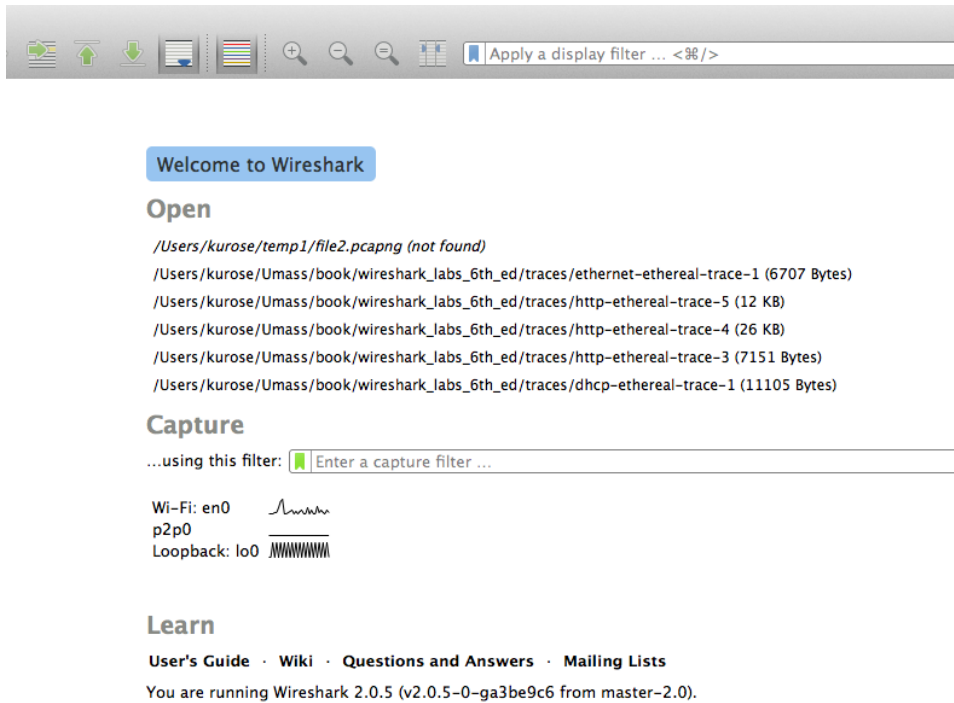 Apply a display filter ... <⌘/>
Welcome to Wireshark
Open
/Users/kurose/temp1/file2.pcapng (not found)
/Users/kurose/Umass/book/wireshark_labs_6th_ed/traces/ethernet-ethereal-trace-1 (6707 Bytes)
/Users/kurose/Umass/book/wireshark_labs_6th_ed/traces/http-ethereal-trace-5 (12 KB)
/Users/kurose/Umass/book/wireshark_labs_6th_ed/traces/http-ethereal-trace-4 (26 KB)
/Users/kurose/Umass/book/wireshark_labs_6th_ed/traces/http-ethereal-trace-3 (7151 Bytes)
/Users/kurose/Umass/book/wireshark_labs_6th_ed/traces/dhcp-ethereal-trace-1 (11105 Bytes)
Capture
...using this filter: Enter a capture filter ...
Wi-Fi: en0
p2p0
Loopback: lo0
Learn
User's Guide · Wiki · Questions and Answers · Mailing Lists
You are running Wireshark 2.0.5 (v2.0.5-0-ga3be9c6 from master-2.0).